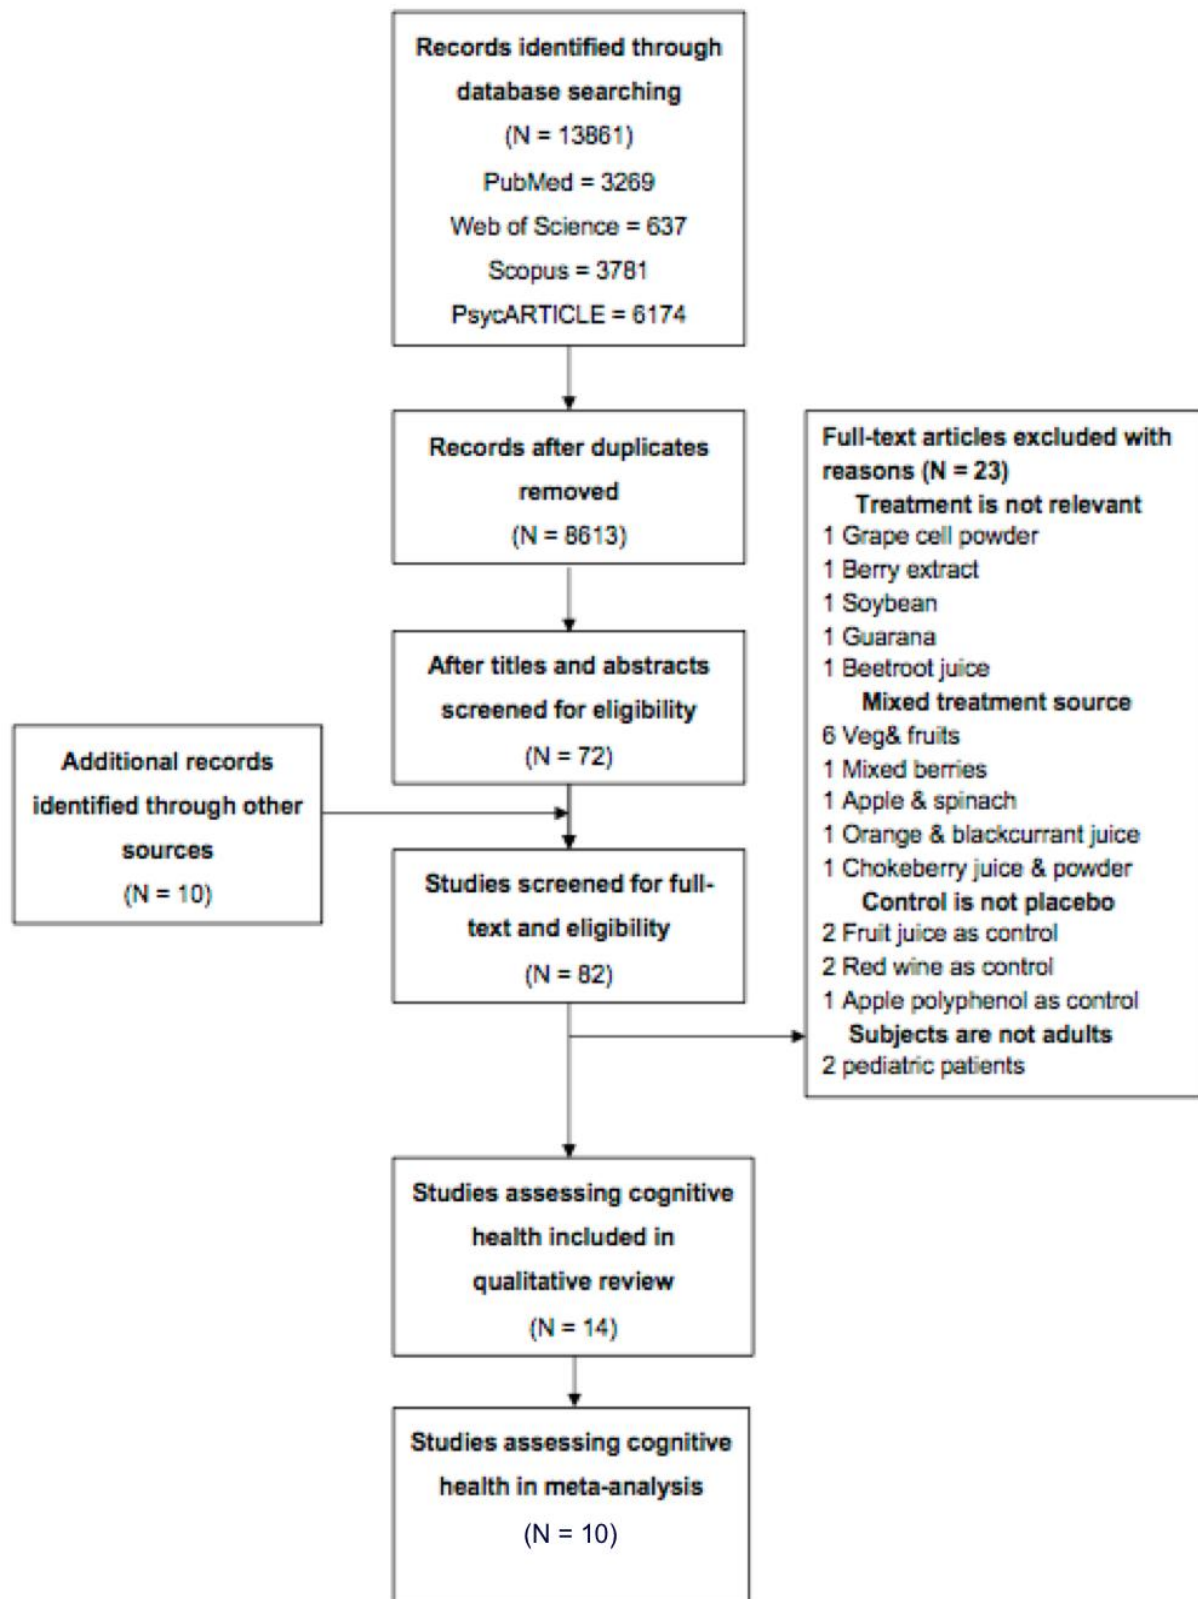 Records identified through
database searching
(N = 13861)
PubMed = 3269
Web of Science = 637
Scopus = 3781
PsycARTICLE = 6174
Records after duplicates
removed
(N = 8613)
After titles and abstracts
screened for eligibility
(N = 72)
Additional records
identified through other
sources
(N = 10)
Studies screened for full-
text and eligibility
(N = 82)
Full-text articles excluded with
reasons (N = 23)
Treatment is not relevant
1 Grape cell powder
1 Berry extract
1 Soybean
1 Guarana
1 Beetroot juice
Mixed treatment source
6 Veg& fruits
1 Mixed berries
1 Apple & spinach
1 Orange & blackcurrant juice
1 Chokeberry juice & powder
Control is not placebo
2 Fruit juice as control
2 Red wine as control
1 Apple polyphenol as control
Subjects are not adults
2 pediatric patients
Studies assessing cognitive
health included in
qualitative review
(N = 14)
Studies assessing cognitive
health in meta-analysis
(N = 10)